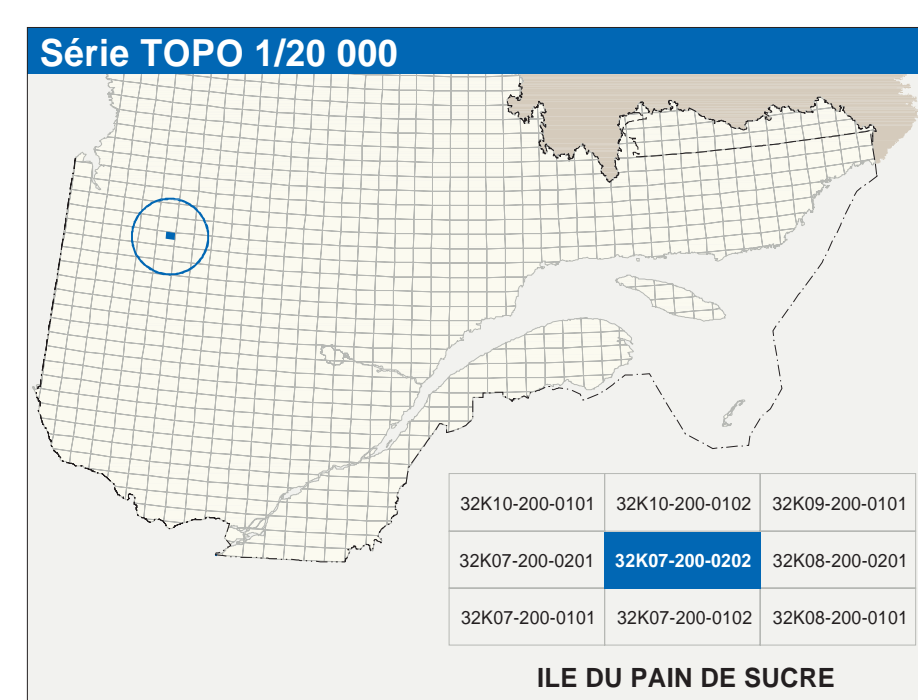 Série TOPO 1/20 000
32K10-200-0101 32K10-200-0102 32K09-200-0101
32K07-200-0201 32K07-200-0202 32K08-200-0201
32K07-200-0101 32K07-200-0102 32K08-200-0101
ILE DU PAIN DE SUCRE